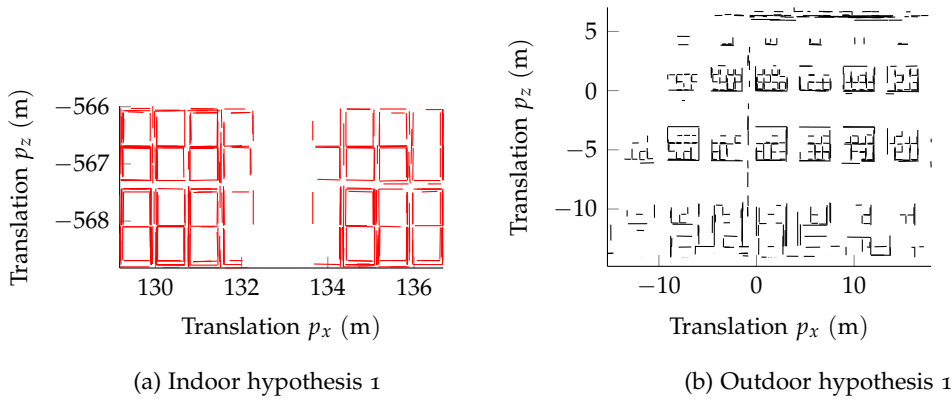 −566
−567
−568
130
132
134
136
Translation p_z (m)
Translation p_x (m)
(a) Indoor hypothesis 1
5
0
−5
−10
−10
0
10
Translation p_z (m)
Translation p_x (m)
(b) Outdoor hypothesis 1